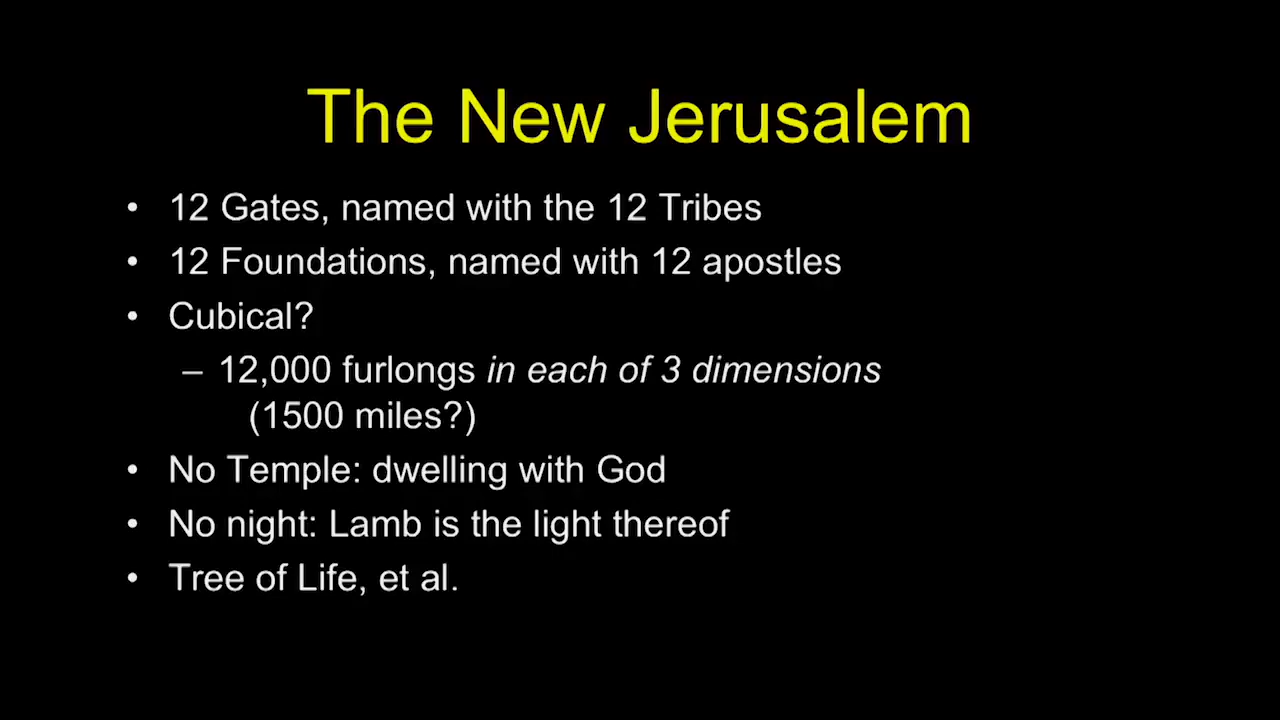 The New Jerusalem
• 12 Gates, named with the 12 Tribes
• 12 Foundations, named with 12 apostles
• Cubical?
– 12,000 furlongs in each of 3 dimensions
(1500 miles?)
• No Temple: dwelling with God
• No night: Lamb is the light thereof
• Tree of Life, et al.